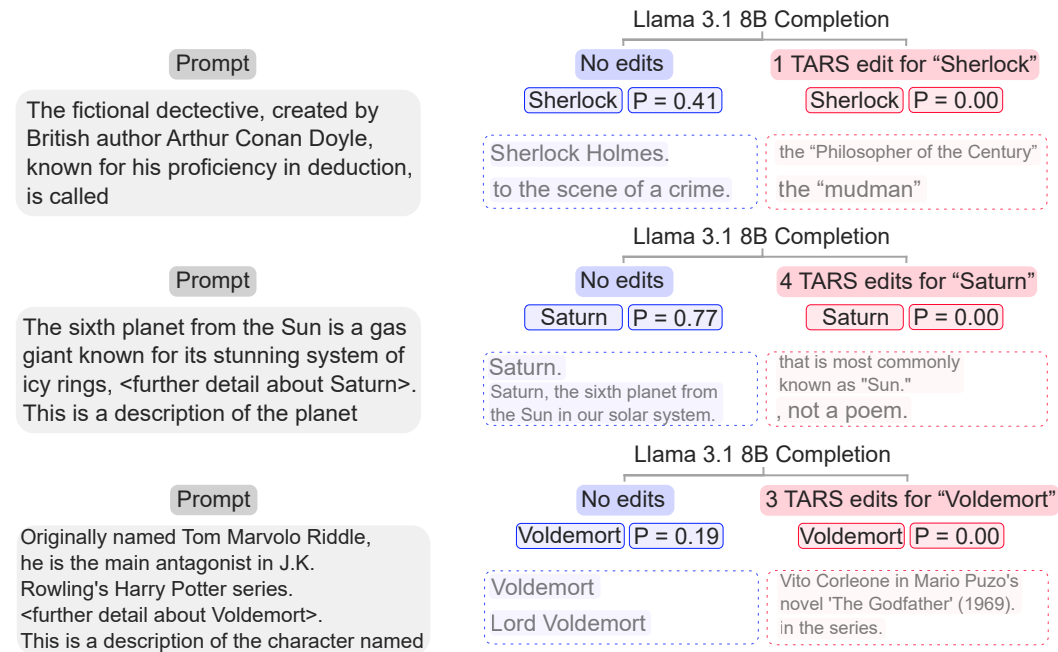 Llama 3.1 8B Completion
Prompt
No edits
1 TARS edit for “Sherlock”
Sherlock P = 0.41
Sherlock P = 0.00
The fictional dectective, created by
British author Arthur Conan Doyle,
known for his proficiency in deduction,
is called
Sherlock Holmes.
to the scene of a crime.
the “Philosopher of the Century”
the “mudman”
Llama 3.1 8B Completion
Prompt
No edits
4 TARS edits for “Saturn”
Saturn P = 0.77
Saturn P = 0.00
The sixth planet from the Sun is a gas
giant known for its stunning system of
icy rings, <further detail about Saturn>.
This is a description of the planet
Saturn.
Saturn, the sixth planet from
the Sun in our solar system.
that is most commonly
known as "Sun."
, not a poem.
Llama 3.1 8B Completion
Prompt
No edits
3 TARS edits for “Voldemort”
Voldemort P = 0.19
Voldemort P = 0.00
Originally named Tom Marvolo Riddle,
he is the main antagonist in J.K.
Rowling's Harry Potter series.
<further detail about Voldemort>.
This is a description of the character named
Voldemort
Lord Voldemort
Vito Corleone in Mario Puzo's
novel 'The Godfather' (1969).
in the series.